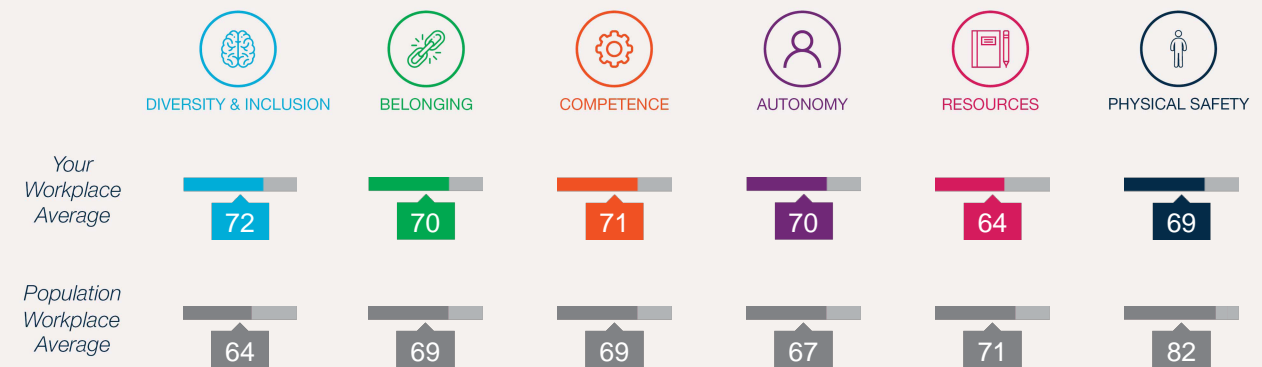 DIVERSITY & INCLUSION BELONGING COMPETENCE AUTONOMY RESOURCES PHYSICAL SAFETY
Your
Workplace
Average
72 70 71 70 64 69
Population
Workplace
Average
64 69 69 67 71 82